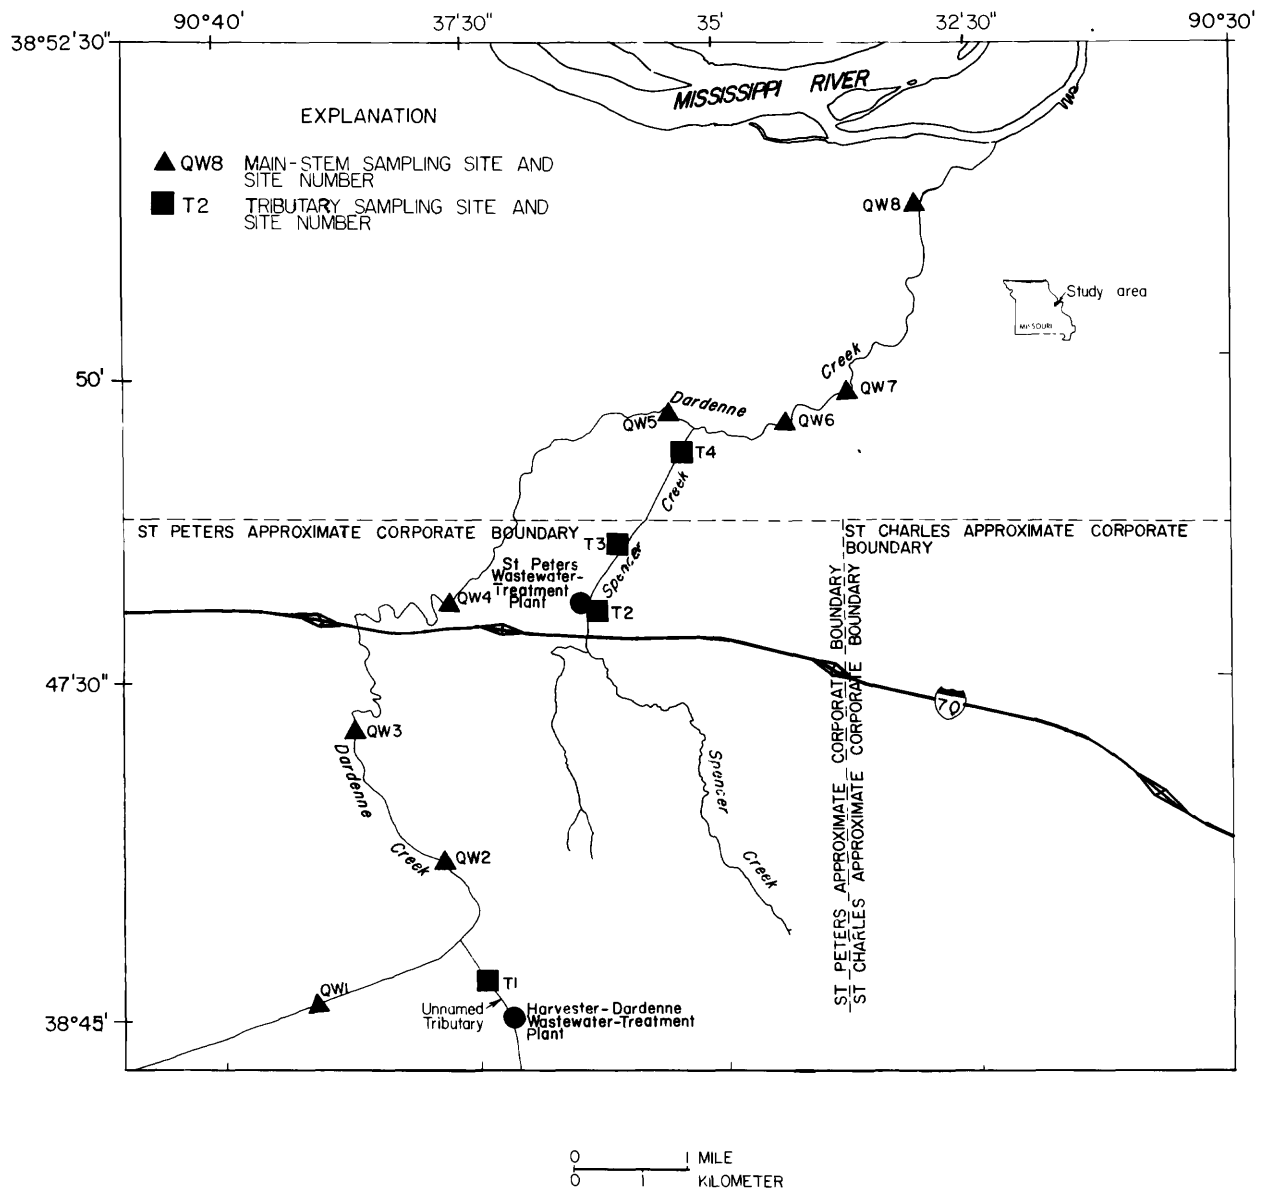 90°40'
37'30"
35'
32'30"
90°30'
38°52'30"
MISSISSIPPI RIVER
EXPLANATION
QW8 MAIN-STEM SAMPLING SITE AND
SITE NUMBER
T2 TRIBUTARY SAMPLING SITE AND
SITE NUMBER
QW8
Study area
MISSOURI
Creek
50'
QW7
Dardenne
QW5
QW6
T4
Creek
ST PETERS APPROXIMATE CORPORATE BOUNDARY
ST CHARLES APPROXIMATE CORPORATE
BOUNDARY
T3
Spencer
St Peters
Wastewater-
Treatment
Plant
QW4
T2
47'30"
70
QW3
Dardenne
Creek
QW2
Spencer
Creek
ST PETERS APPROXIMATE CORPORATE BOUNDARY
ST CHARLES APPROXIMATE CORPORATE BOUNDARY
T1
QW1
Unnamed
Tributary
Harvester-Dardenne
Wastewater-Treatment
Plant
38°45'
0 1 MILE
0 1 KILOMETER